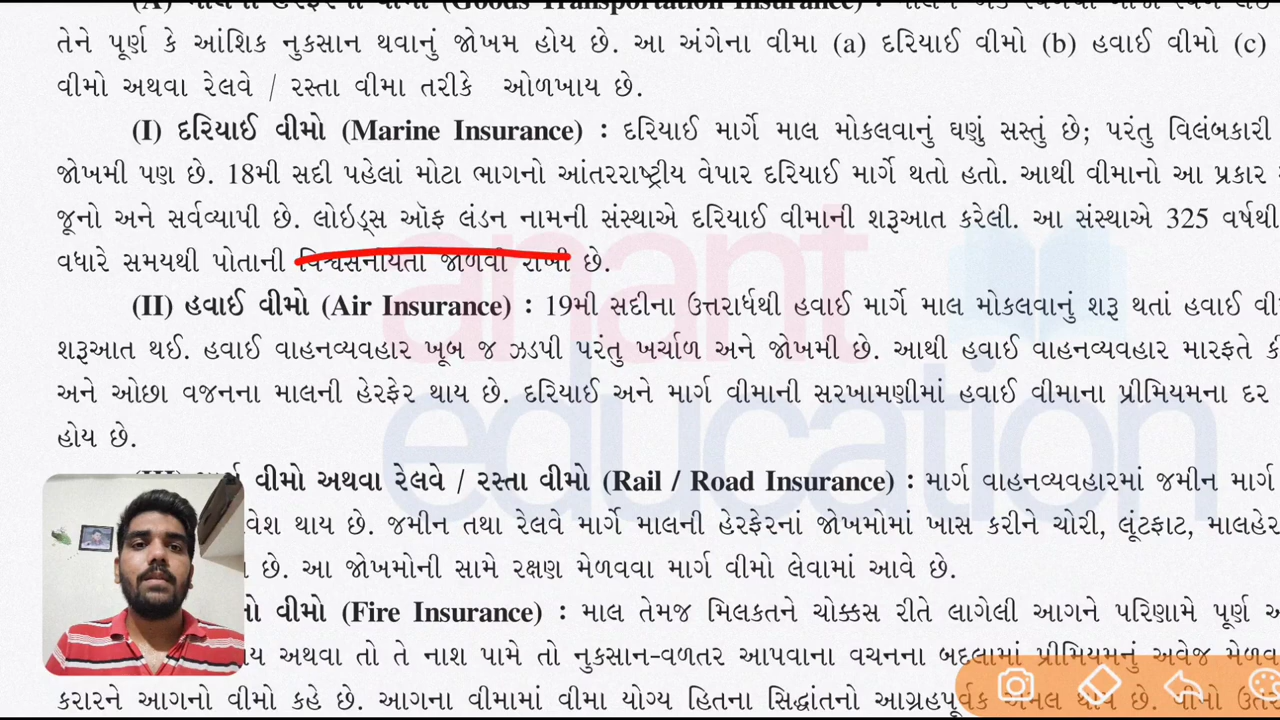 (Goods Transportation Insurance) :
તેને પૂર્ણ કે આંશિક નુકસાન થવાનું જોખમ હોય છે. આ અંગેના વીમા (a) દરિયાઈ વીમો (b) હવાઈ વીમો (c)
વીમો અથવા રેલવે / રસ્તા વીમા તરીકે ઓળખાય છે.
(I) દરિયાઈ વીમો (Marine Insurance) : દરિયાઈ માર્ગે માલ મોકલવાનું ઘણું સસ્તું છે; પરંતુ વિલંબકારી
જોખમી પણ છે. 18મી સદી પહેલાં મોટા ભાગનો આંતરરાષ્ટ્રીય વેપાર દરિયાઈ માર્ગે થતો હતો. આથી વીમાનો આ પ્રકાર
જૂનો અને સર્વવ્યાપી છે. લોઇડ્સ ઑફ લંડન નામની સંસ્થાએ દરિયાઈ વીમાની શરૂઆત કરેલી. આ સંસ્થાએ 325 વર્ષથી
વધારે સમયથી પોતાની વિશ્વસનીયતા જાળવી રાખી છે.
(II) હવાઈ વીમો (Air Insurance) : 19મી સદીના ઉત્તરાર્ધથી હવાઈ માર્ગે માલ મોકલવાનું શરૂ થતાં હવાઈ
શરૂઆત થઈ. હવાઈ વાહનવ્યવહાર ખૂબ જ ઝડપી પરંતુ ખર્ચાળ અને જોખમી છે. આથી હવાઈ વાહનવ્યવહાર મારફતે
અને ઓછા વજનના માલની હેરફેર થાય છે. દરિયાઈ અને માર્ગ વીમાની સરખામણીમાં હવાઈ વીમાના પ્રીમિયમના દર
હોય છે.
વીમો અથવા રેલવે / રસ્તા વીમો (Rail / Road Insurance) : માર્ગ વાહનવ્યવહારમાં જમીન માર્ગ
થાય છે. જમીન તથા રેલવે માર્ગે માલની હેરફેરનાં જોખમોમાં ખાસ કરીને ચોરી, લૂંટફાટ,
છે. આ જોખમોની સામે રક્ષણ મેળવવા માર્ગ વીમો લેવામાં આવે છે.
વીમો (Fire Insurance) : માલ તેમજ મિલકતને ચોક્કસ રીતે લાગેલી આગને પરિણામે પૂર્ણ
અથવા તો તે નાશ પામે તો નુકસાન-વળતર આપવાના વચનના બદલામાં પ્રીમિયમનું અવેજ
કરારને આગનો વીમો કહે છે. આગના વીમામાં વીમા યોગ્ય હિતના સિદ્ધાંતનો આગ્રહપૂર્વક અમલ થાય છે. વીમો
anant
education